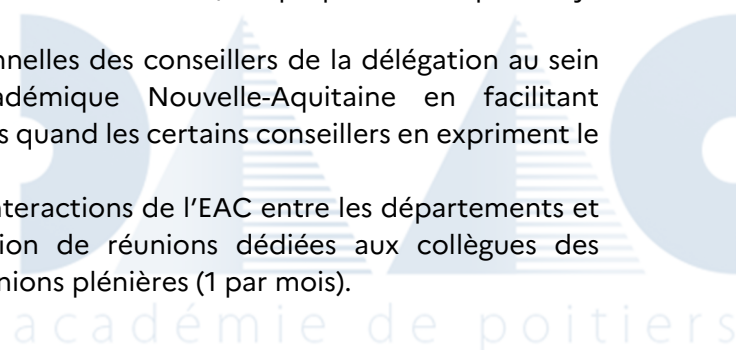 nnelles des conseillers de la délégation au sein
adémique Nouvelle-Aquitaine en facilitant
s quand les certains conseillers en expriment le
nteractions de l'EAC entre les départements et
ion de réunions dédiées aux collègues des
nions plénières (1 par mois).
académie de poitiers